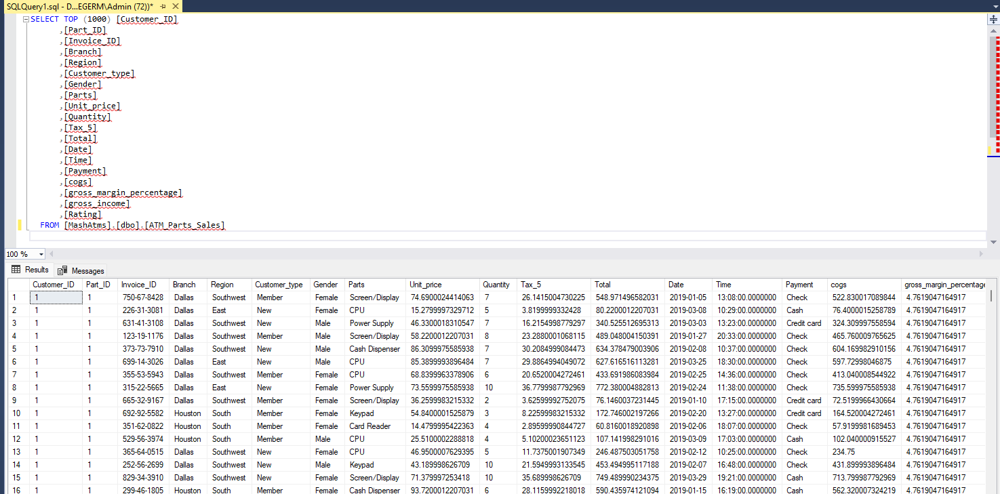 SQLQuery1.sql - D...EGERM\Admin (72))*
SELECT TOP (1000) [Customer_ID]
,[Part_ID]
,[Invoice_ID]
,[Branch]
,[Region]
,[Customer_type]
,[Gender]
,[Parts]
,[Unit_price]
,[Quantity]
,[Tax_5]
,[Total]
,[Date]
,[Time]
,[Payment]
,[cogs]
,[gross_margin_percentage]
,[gross_income]
,[Rating]
FROM [MashAtms].[dbo].[ATM_Parts_Sales]
100 %
Results Messages
Customer_ID Part_ID Invoice_ID Branch Region Customer_type Gender Parts Unit_price Quantity Tax_5 Total Date Time Payment cogs gross_margin_percentage
1 1 1 750-67-8428 Dallas Southwest Member Female Screen/Display 74.6900024414063 7 26.1415004730225 548.971496582031 2019-01-05 13:08:00.0000000 Check 522.830017089844 4.7619047164917
2 1 1 226-31-3081 Dallas East New Female CPU 15.2799997329712 5 3.8199999332428 80.2200012207031 2019-03-08 10:29:00.0000000 Cash 76.4000015258789 4.7619047164917
3 1 1 631-41-3108 Dallas Southwest New Male Power Supply 46.3300018310547 7 16.2154998779297 340.525512695313 2019-03-03 13:23:00.0000000 Credit card 324.309997558594 4.7619047164917
4 1 1 123-19-1176 Dallas Southwest Member Male Screen/Display 58.2200012207031 8 23.2880001068115 489.048004150391 2019-01-27 20:33:00.0000000 Check 465.760009765625 4.7619047164917
5 1 1 373-73-7910 Dallas Southwest New Male Cash Dispenser 86.3099975585938 7 30.2084999084473 634.378479003906 2019-02-08 10:37:00.0000000 Check 604.169982910156 4.7619047164917
6 1 1 699-14-3026 Dallas East New Male CPU 85.3899993896484 7 29.8864994049072 627.616516113281 2019-03-25 18:30:00.0000000 Check 597.72998046875 4.7619047164917
7 1 1 355-53-5943 Dallas Southwest Member Female CPU 68.8399963378906 6 20.6520004272461 433.691986083984 2019-02-25 14:36:00.0000000 Check 413.040008544922 4.7619047164917
8 1 1 315-22-5665 Dallas East New Female Power Supply 73.5599975585938 10 36.7799987792969 772.380004882813 2019-02-24 11:38:00.0000000 Check 735.599975585938 4.7619047164917
9 1 1 665-32-9167 Dallas Southwest Member Female Screen/Display 36.2599983215332 2 3.62599992752075 76.1460037231445 2019-01-10 17:15:00.0000000 Credit card 72.5199966430664 4.7619047164917
10 1 1 692-92-5582 Houston South Member Female Keypad 54.8400001525879 3 8.22599983215332 172.746002197266 2019-02-20 13:27:00.0000000 Credit card 164.520004272461 4.7619047164917
11 1 1 351-62-0822 Houston South Member Female Card Reader 14.4799995422363 4 2.89599990844727 60.8160018920898 2019-02-06 18:07:00.0000000 Check 57.9199981689453 4.7619047164917
12 1 1 529-56-3974 Houston South Member Male CPU 25.5100002288818 4 5.10200023651123 107.141998291016 2019-03-09 17:03:00.0000000 Cash 102.040000915527 4.7619047164917
13 1 1 365-64-0515 Dallas Southwest New Female CPU 46.9500007629395 5 11.7375001907349 246.487503051758 2019-02-12 10:25:00.0000000 Check 234.75 4.7619047164917
14 1 1 252-56-2699 Dallas Southwest New Male Keypad 43.189998626709 10 21.5949993133545 453.494995117188 2019-02-07 16:48:00.0000000 Check 431.899993896484 4.7619047164917
15 1 1 829-34-3910 Dallas Southwest New Female Screen/Display 71.379997253418 10 35.689998626709 749.489990234375 2019-03-29 19:21:00.0000000 Cash 713.799987792969 4.7619047164917
16 1 1 299-46-1805 Houston South Member Female Cash Dispenser 93.7200012207031 6 28.1159992218018 590.435974121094 2019-01-15 16:19:00.0000000 Cash 562.320007324219 4.7619047164917